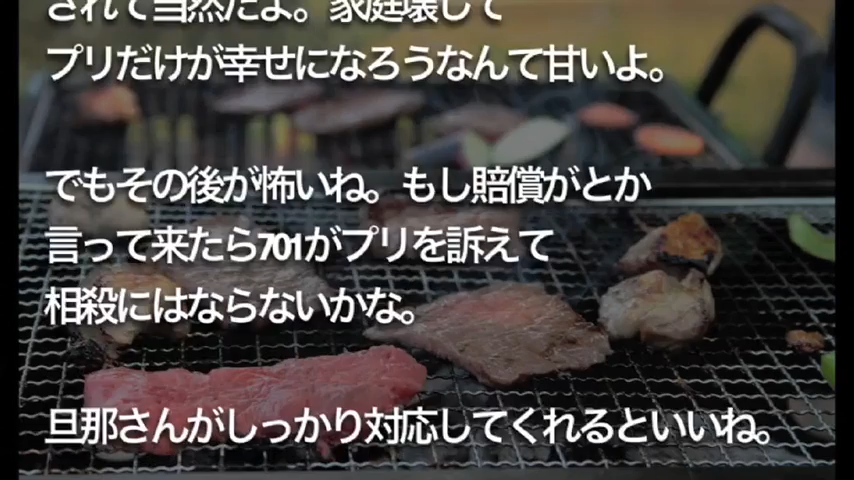 されて当然だよ。家庭壊して
プリだけが幸せになろうなんて甘いよ。
でもその後が怖いね。もし賠償がとか
言って来たら701がプリを訴えて
相殺にはならないかな。
旦那さんがしっかり対応してくれるといいね。